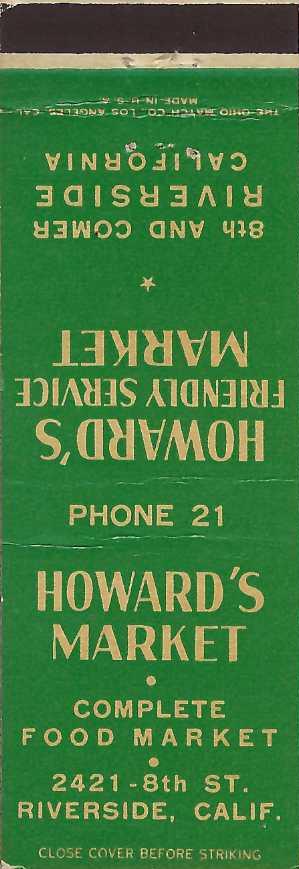 HOWARD'S
FRIENDLY SERVICE
MARKET
8th AND COMER
RIVERSIDE
CALIFORNIA
THE OHIO MATCH CO. LOS ANGELES, CAL.
MADE IN U.S.A.
PHONE 21
HOWARD'S
MARKET
COMPLETE
FOOD MARKET
2421-8th ST.
RIVERSIDE, CALIF.
CLOSE COVER BEFORE STRIKING